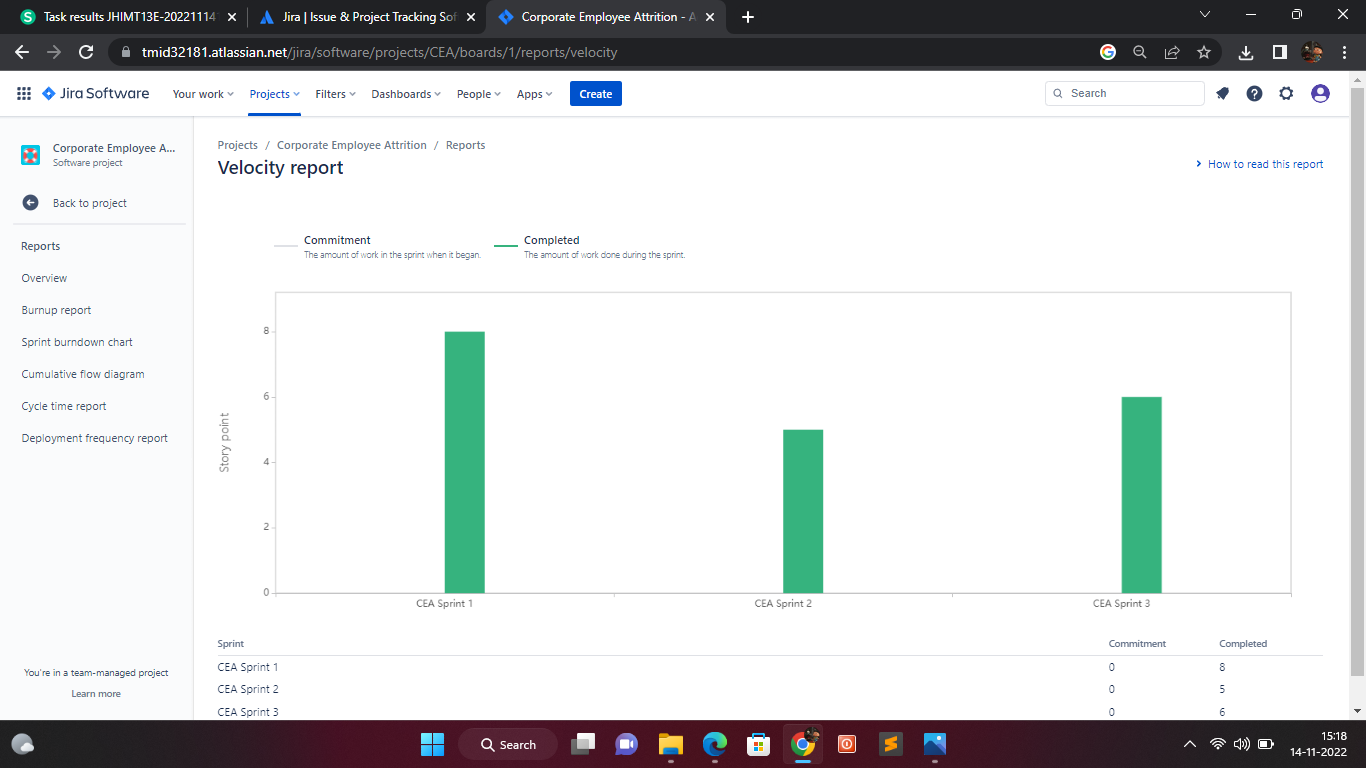 Task results JHIMT13E-20221114
Jira | Issue & Project Tracking Sof
Corporate Employee Attrition - A
tmid32181.atlassian.net/jira/software/projects/CEA/boards/1/reports/velocity
Jira Software Your work Projects Filters Dashboards People Apps Create Search
Corporate Employee A...
Software project
Back to project
Reports
Overview
Burnup report
Sprint burndown chart
Cumulative flow diagram
Cycle time report
Deployment frequency report
You're in a team-managed project
Learn more
Projects / Corporate Employee Attrition / Reports
Velocity report
How to read this report
Commitment
The amount of work in the sprint when it began.
Completed
The amount of work done during the sprint.
Story point
8
6
4
2
0
CEA Sprint 1 CEA Sprint 2 CEA Sprint 3
Sprint Commitment Completed
CEA Sprint 1 0 8
CEA Sprint 2 0 5
CEA Sprint 3 0 6
Search
15:18
14-11-2022